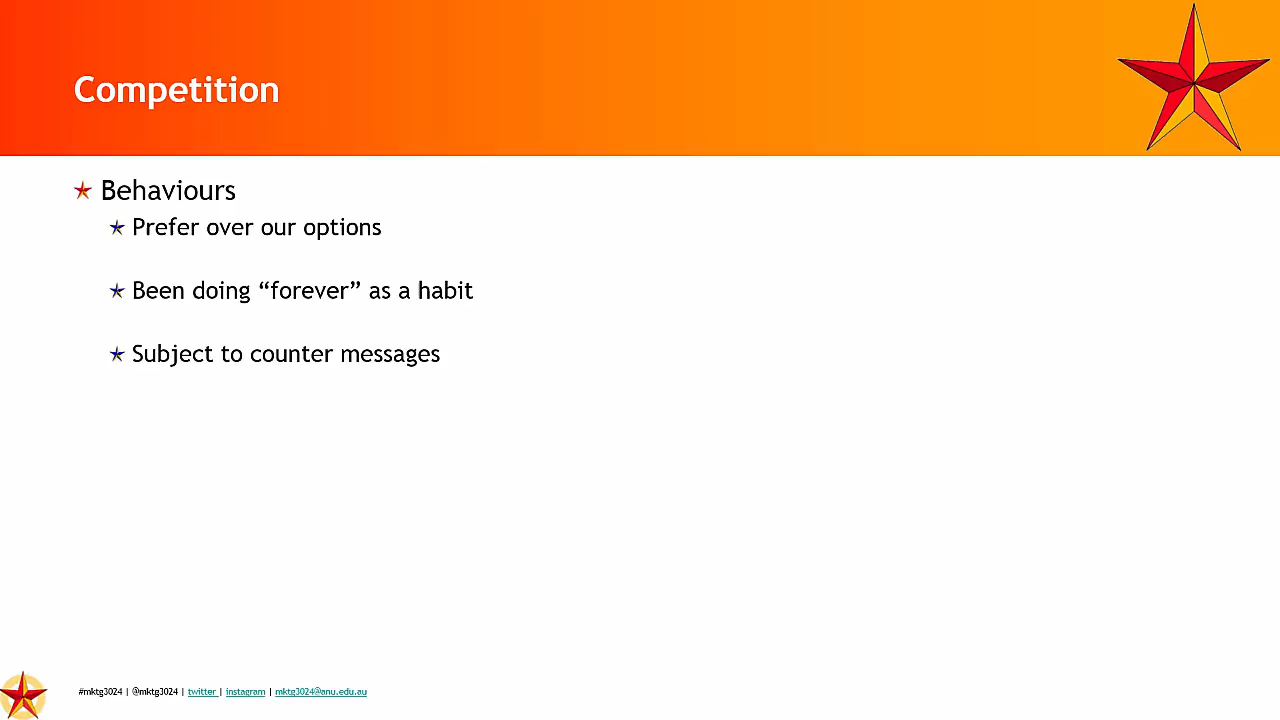 Competition
Behaviours
Prefer over our options
Been doing “forever” as a habit
Subject to counter messages
#mktg3024 | @mktg3024 | twitter | instagram | mktg3024@anu.edu.au